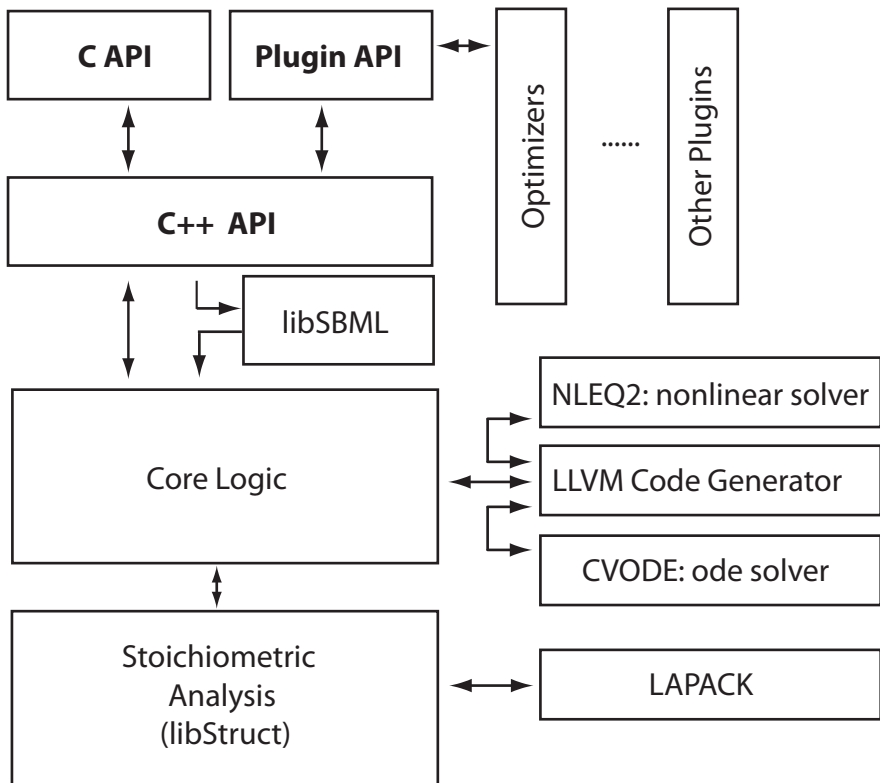 C API
Plugin API
Optimizers
......
Other Plugins
C++ API
libSBML
NLEQ2: nonlinear solver
Core Logic
LLVM Code Generator
CVODE: ode solver
Stoichiometric
Analysis
(libStruct)
LAPACK